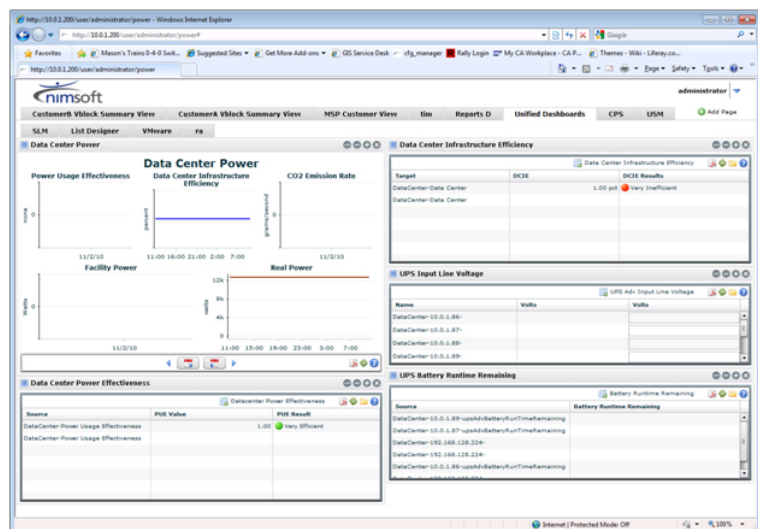 http://10.0.1.200/user/administrator/power - Windows Internet Explorer
http://10.0.1.200/user/administrator/power#
Google
Favorites Mason's Trains 0-4-0 Swit... Suggested Sites Get More Add-ons GIS Service Desk cfg_manager Rally Login My CA Workplace - CA P... Themes - Wiki - Liferay.co...
http://10.0.1.200/user/administrator/power
Page Safety Tools
nimsoft
administrator
CustomerB Vblock Summary View CustomerA Vblock Summary View MSP Customer View tim Reports D Unified Dashboards CPS USM Add Page
SLM List Designer VMware ra
Data Center Power
Data Center Power
Power Usage Effectiveness
none
0
11/2/10
Data Center Infrastructure Efficiency
percent
0
11:00 16:00 21:00 2:00 7:00
CO2 Emission Rate
grams/second
0
11/2/10
Facility Power
Watts
0
11/2/10
Real Power
watts
12k
8k
4k
0
11:00 15:00 19:00 23:00 3:00 7:00
Data Center Power Effectiveness
Datacenter Power Effectiveness
Source PUE Value PUE Result
DataCenter-Power Usage Effectiveness 1.00 Very Efficient
DataCenter-Power Usage Effectiveness
Data Center Infrastructure Efficiency
Data Center Infrastructure Efficiency
Target DCIE DCIE Results
DataCenter-Data Center 1.00 pct Very Inefficient
DataCenter-Data Center
UPS Input Line Voltage
UPS Adv Input Line Voltage
Name Volts Volts
DataCenter-10.0.1.86-
DataCenter-10.0.1.87-
DataCenter-10.0.1.88-
DataCenter-10.0.1.89-
UPS Battery Runtime Remaining
Battery Runtime Remaining
Source Battery Runtime Remaining
DataCenter-10.0.1.89-upsAdvBatteryRunTimeRemaining
DataCenter-10.0.1.87-upsAdvBatteryRunTimeRemaining
DataCenter-192.168.128.224-
DataCenter-10.0.1.86-upsAdvBatteryRunTimeRemaining
Internet | Protected Mode: Off 100%